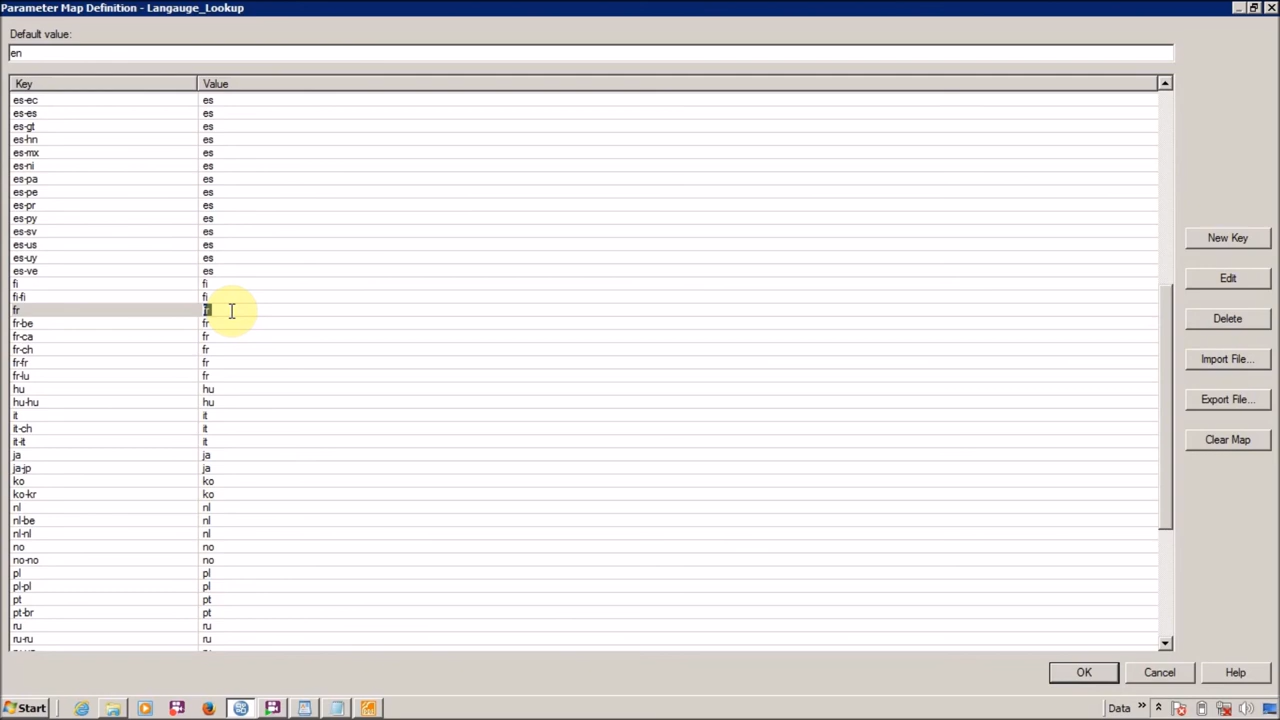 Parameter Map Definition - Langauge_Lookup
Default value:
en
Key Value
es-ec es
es-es es
es-gt es
es-hn es
es-mx es
es-ni es
es-pa es
es-pe es
es-pr es
es-py es
es-sv es
es-us es
es-uy es
es-ve es
fi fi
fi-fi fi
fr fr
fr-be fr
fr-ca fr
fr-ch fr
fr-fr fr
fr-lu fr
hu hu
hu-hu hu
it it
it-ch it
it-it it
ja ja
ja-jp ja
ko ko
ko-kr ko
nl nl
nl-be nl
nl-nl nl
no no
no-no no
pl pl
pl-pl pl
pt pt
pt-br pt
ru ru
ru-ru ru
New Key
Edit
Delete
Import File...
Export File...
Clear Map
OK Cancel Help
Start Data